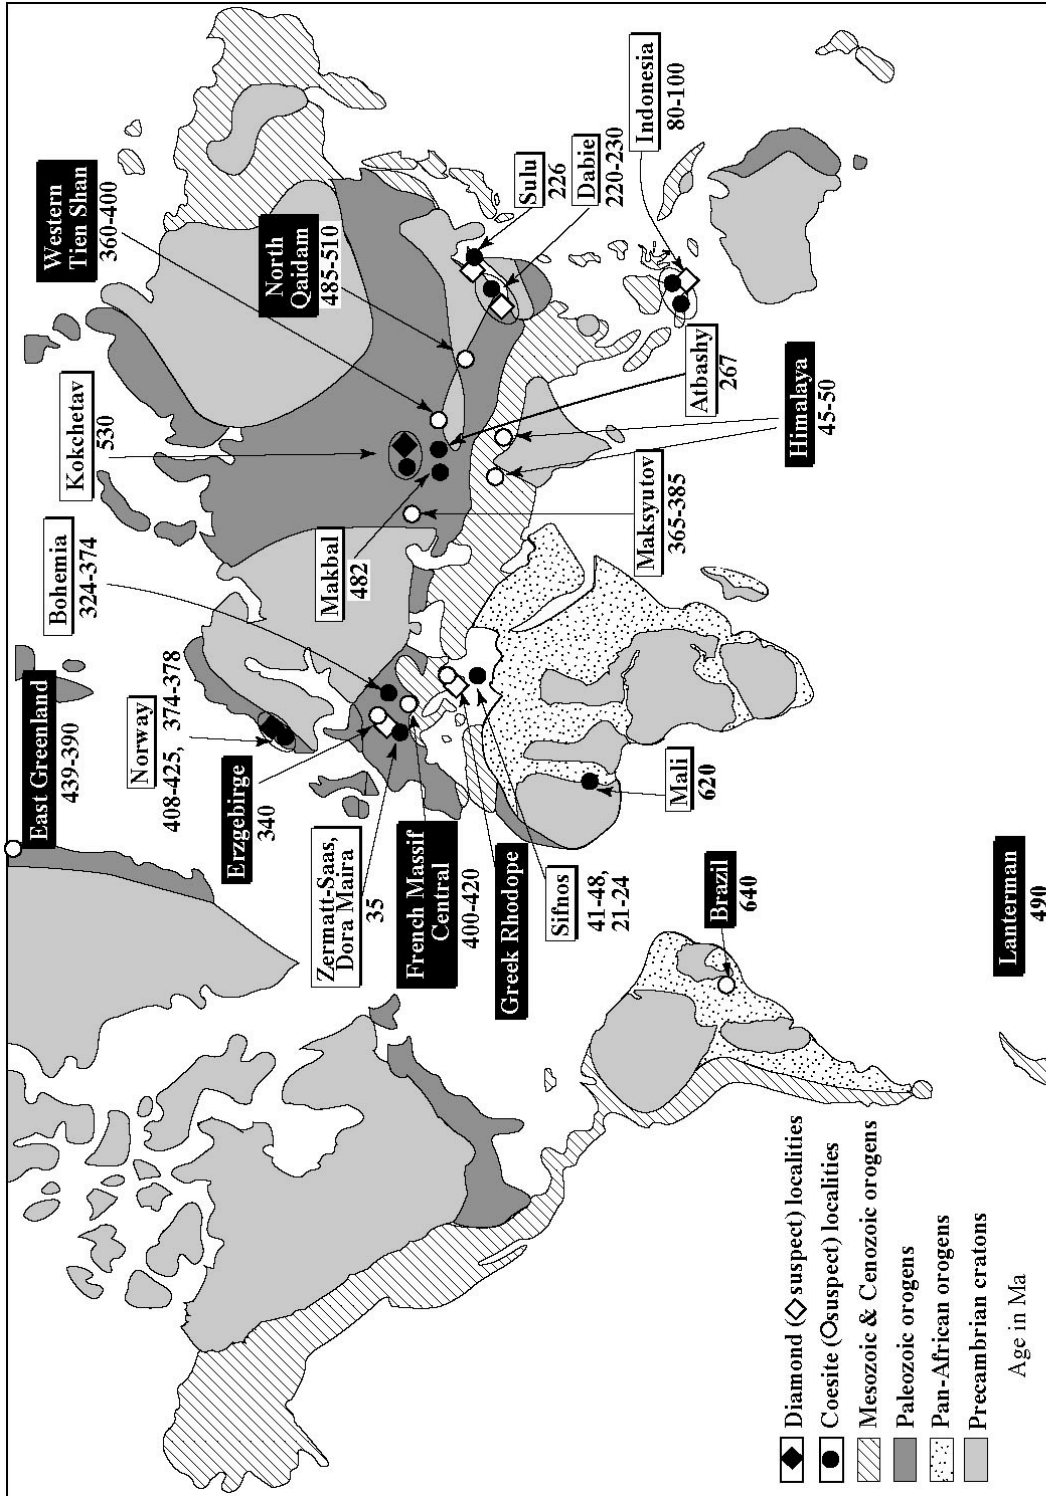 East Greenland
439-390
Norway
408-425, 374-378
Bohemia
324-374
Kokchetav
530
Western
Tien Shan
360-400
North
Qaidam
485-510
Erzgebirge
340
Zermatt-Saas,
Dora Maira
35
French Massif
Central
400-420
Greek Rhodope
Sifnos
41-48,
21-24
Makbal
482
Maksyutov
365-385
Himalaya
45-50
Atbashy
267
Sulu
226
Dabie
220-230
Indonesia
80-100
Mali
620
Brazil
640
Lanterman
490
Diamond (suspect) localities
Coesite (suspect) localities
Mesozoic & Cenozoic orogens
Paleozoic orogens
Pan-African orogens
Precambrian cratons
Age in Ma